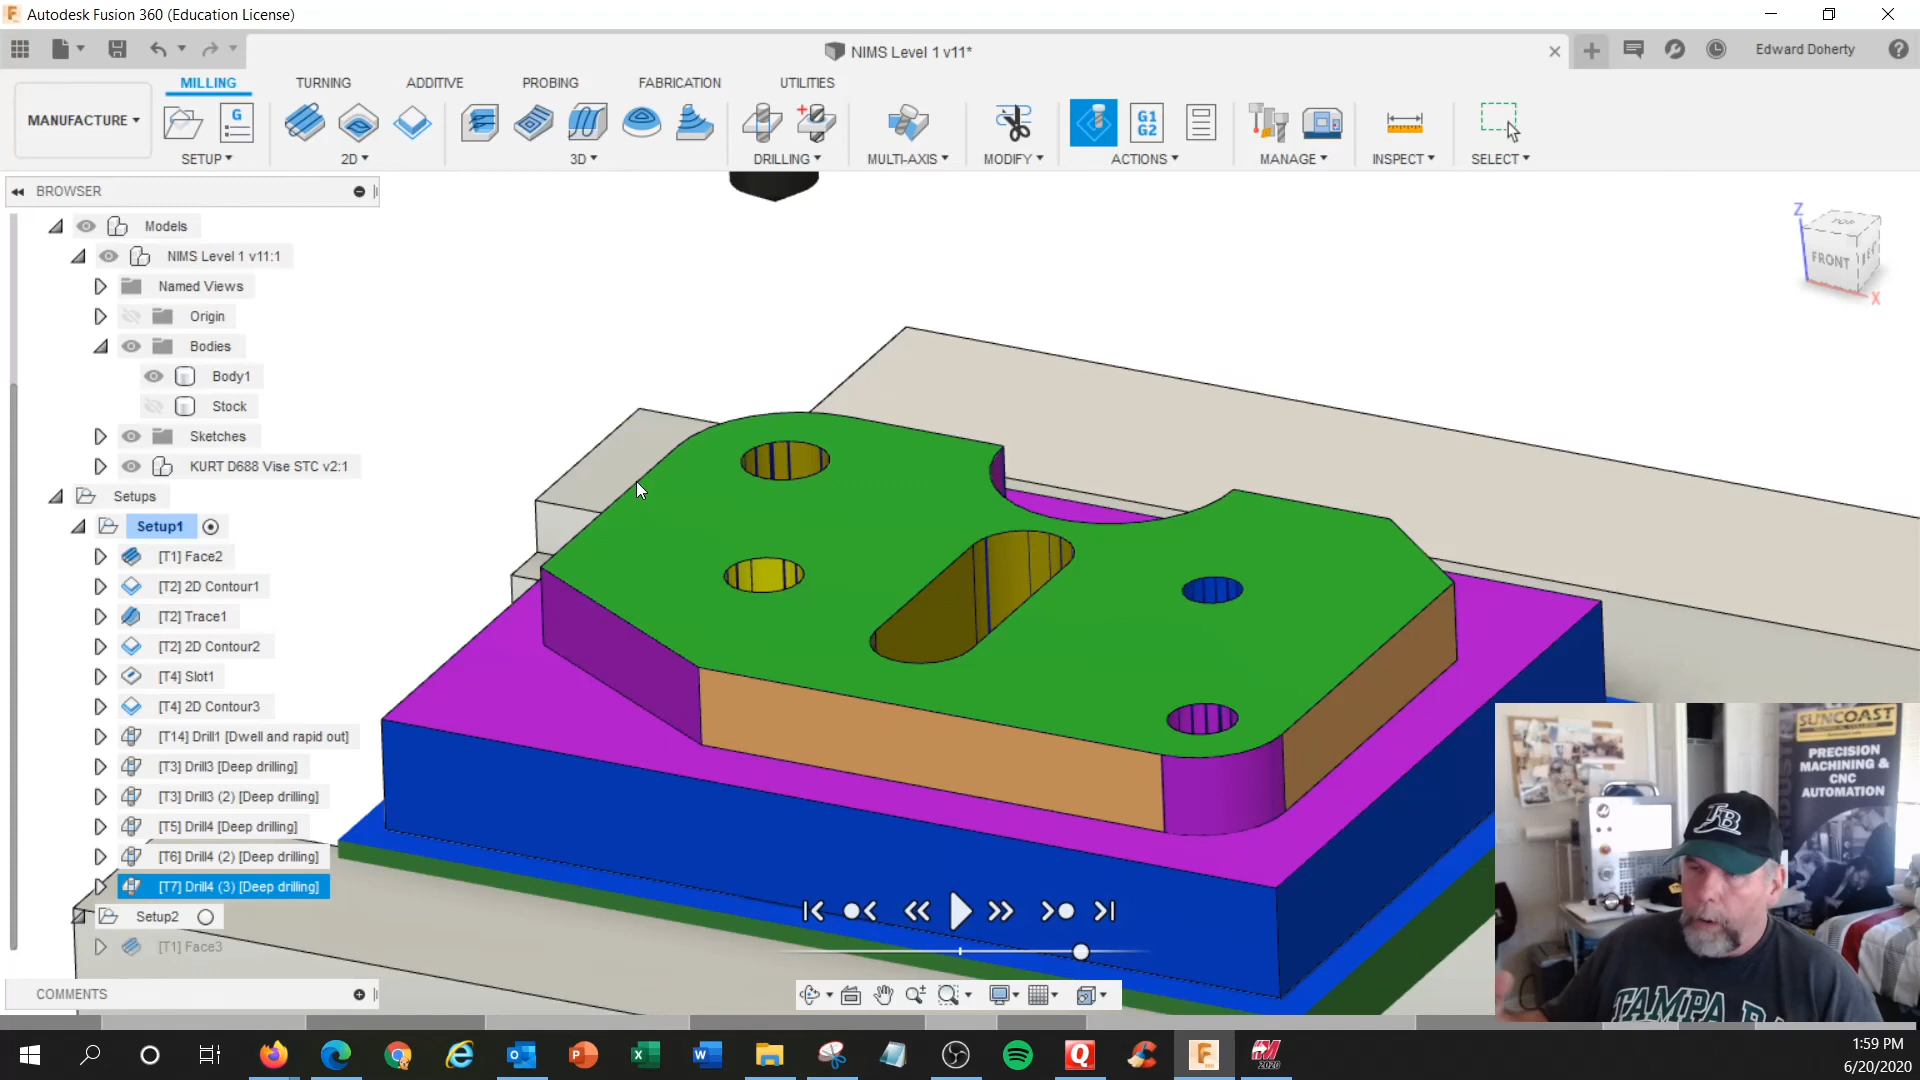 Autodesk Fusion 360 (Education License)
NIMS Level 1 v11*
Edward Doherty
MILLING
TURNING
ADDITIVE
PROBING
FABRICATION
UTILITIES
MANUFACTURE
G
G1
G2
SETUP
2D
3D
DRILLING
MULTI-AXIS
MODIFY
ACTIONS
MANAGE
INSPECT
SELECT
BROWSER
Models
NIMS Level 1 v11:1
Named Views
Origin
Bodies
Body1
Stock
Sketches
KURT D688 Vise STC v2:1
Setups
Setup1
[T1] Face2
[T2] 2D Contour1
[T2] Trace1
[T2] 2D Contour2
[T4] Slot1
[T4] 2D Contour3
[T14] Drill1 [Dwell and rapid out]
[T3] Drill3 [Deep drilling]
[T3] Drill3 (2) [Deep drilling]
[T5] Drill4 [Deep drilling]
[T6] Drill4 (2) [Deep drilling]
[T7] Drill4 (3) [Deep drilling]
Setup2
[T1] Face3
COMMENTS
Z
TOP
FRONT
X
SUNCOAST
PRECISION
MACHINING &
CNC
AUTOMATION
TB
TAMPA
1:59 PM
6/20/2020